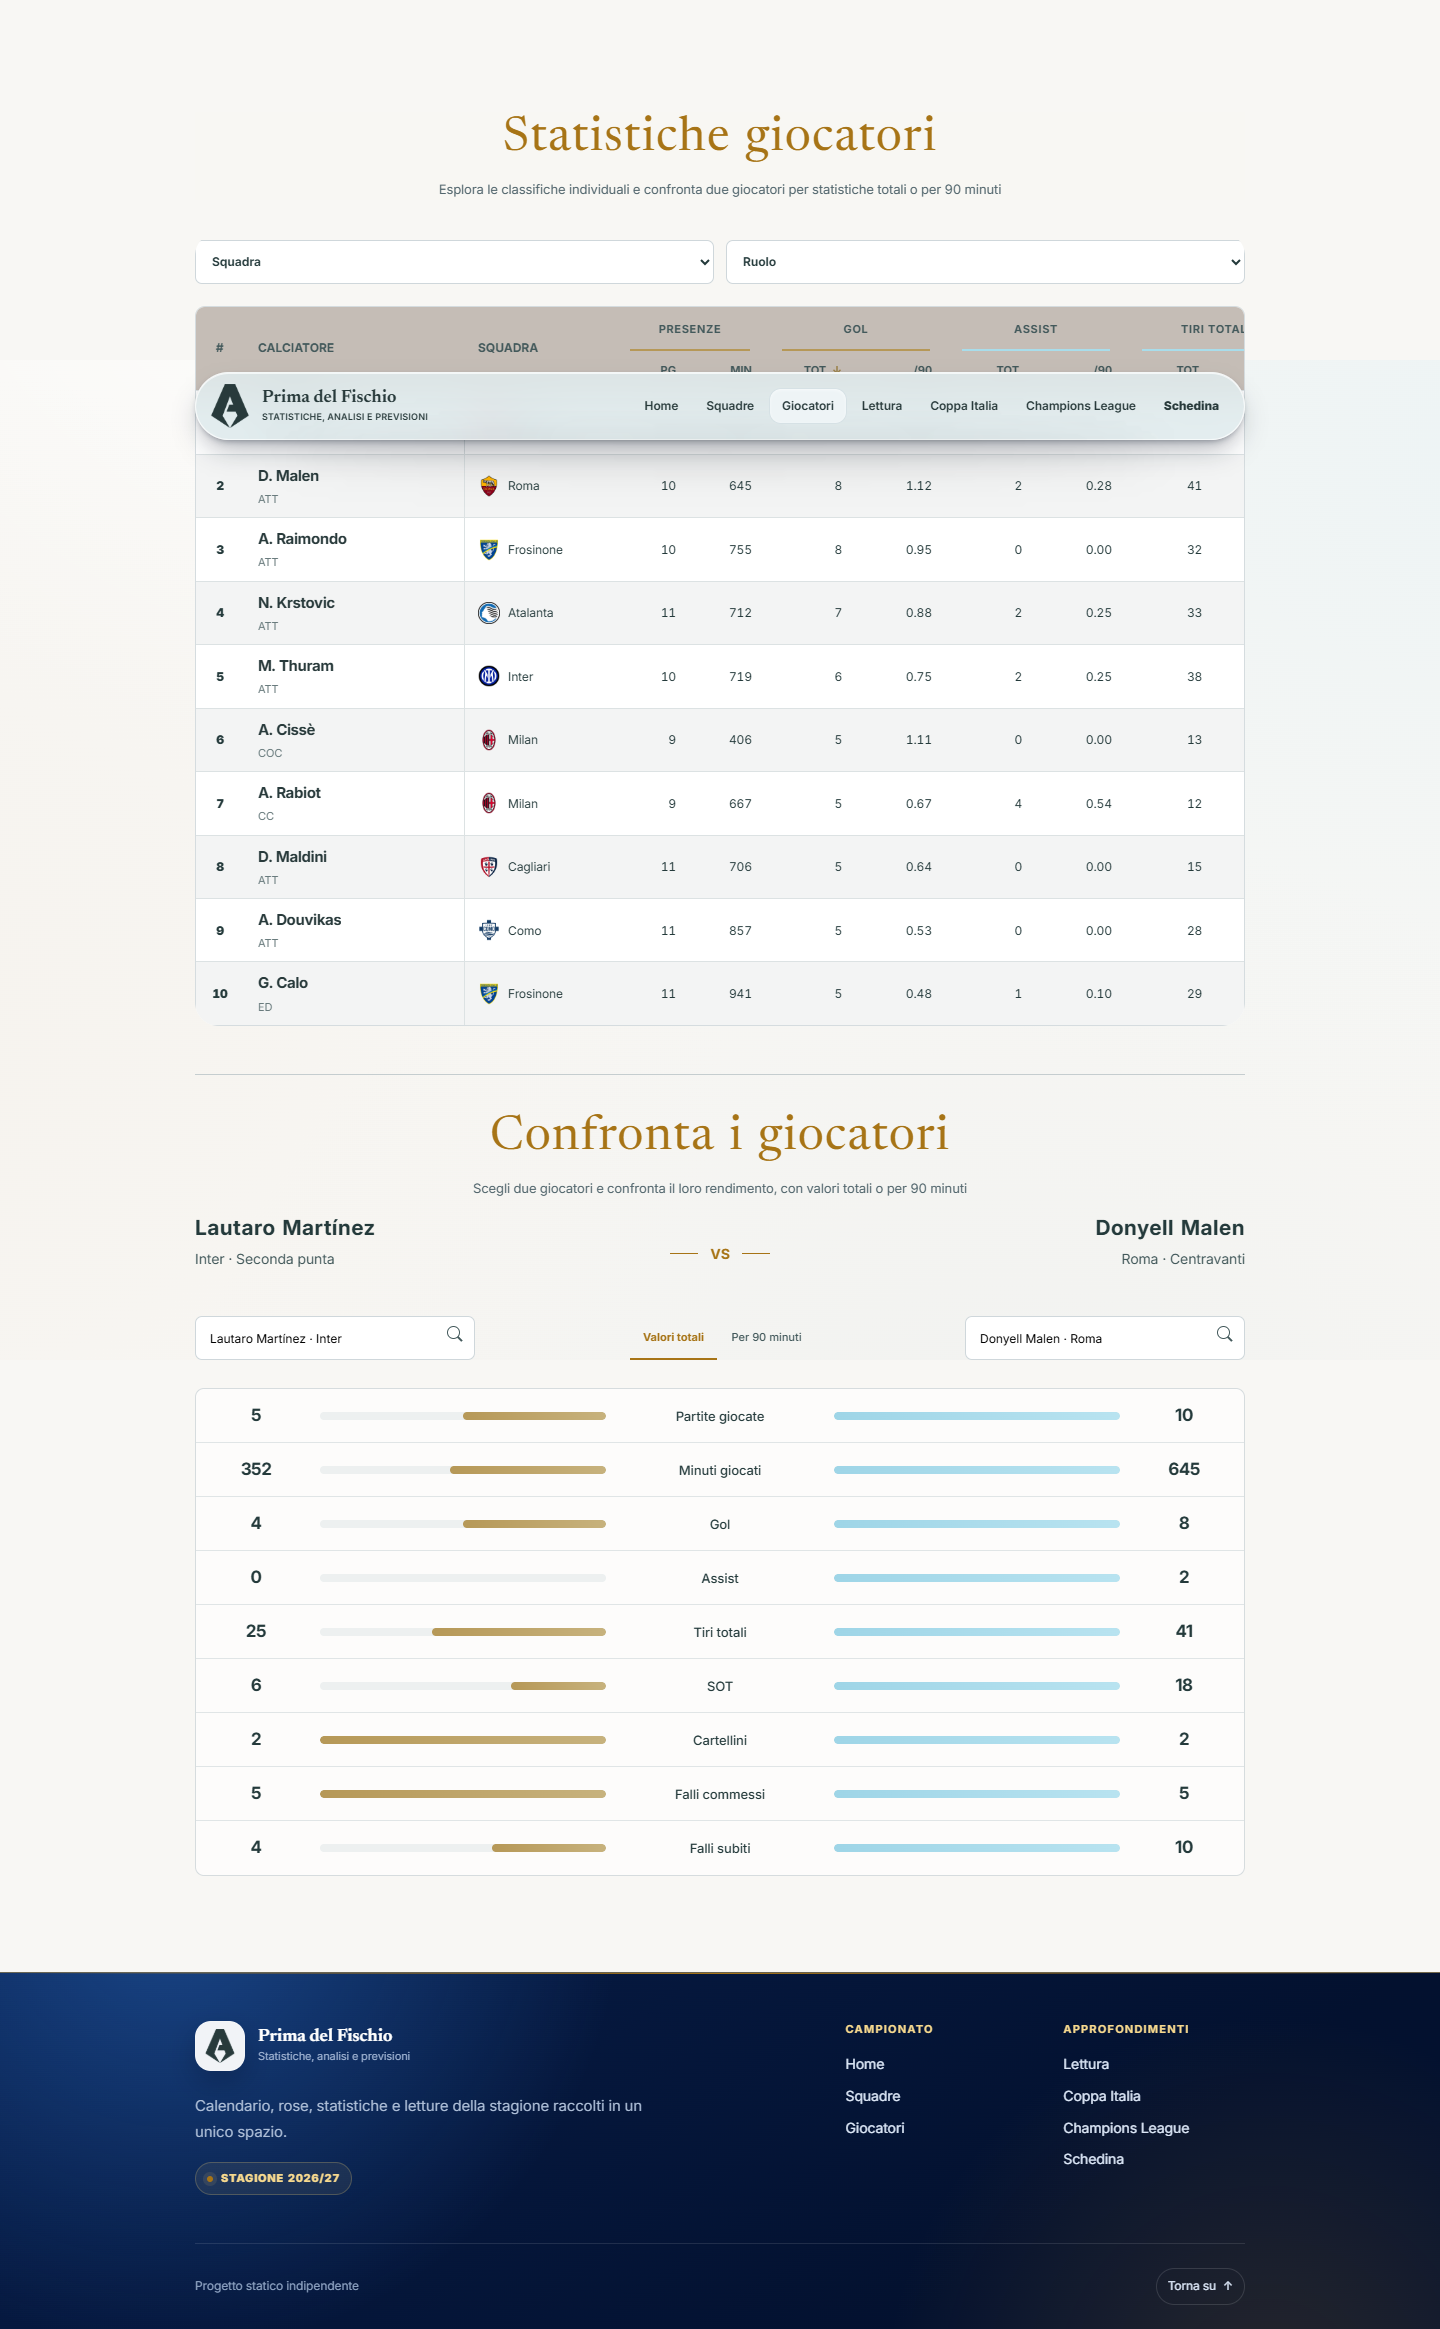 Statistiche giocatori
Esplora le classifiche individuali e confronta due giocatori per statistiche totali o per 90 minuti
Squadra Ruolo
PRESENZE GOL ASSIST TIRI TOTAL
# CALCIATORE SQUADRA
PG MIN TOT ↓ /90 TOT /90 TOT
Prima del Fischio
STATISTICHE, ANALISI E PREVISIONI
Home Squadre Giocatori Lettura Coppa Italia Champions League Schedina
2 D. Malen ATT Roma 10 645 8 1.12 2 0.28 41
3 A. Raimondo ATT Frosinone 10 755 8 0.95 0 0.00 32
4 N. Krstovic ATT Atalanta 11 712 7 0.88 2 0.25 33
5 M. Thuram ATT Inter 10 719 6 0.75 2 0.25 38
6 A. Cissè COC Milan 9 406 5 1.11 0 0.00 13
7 A. Rabiot CC Milan 9 667 5 0.67 4 0.54 12
8 D. Maldini ATT Cagliari 11 706 5 0.64 0 0.00 15
9 A. Douvikas ATT Como 11 857 5 0.53 0 0.00 28
10 G. Calo ED Frosinone 11 941 5 0.48 1 0.10 29
Confronta i giocatori
Scegli due giocatori e confronta il loro rendimento, con valori totali o per 90 minuti
Lautaro Martínez
Inter · Seconda punta
VS
Donyell Malen
Roma · Centravanti
Lautaro Martínez · Inter
Valori totali Per 90 minuti
Donyell Malen · Roma
5 Partite giocate 10
352 Minuti giocati 645
4 Gol 8
0 Assist 2
25 Tiri totali 41
6 SOT 18
2 Cartellini 2
5 Falli commessi 5
4 Falli subiti 10
Prima del Fischio
Statistiche, analisi e previsioni
Calendario, rose, statistiche e letture della stagione raccolti in un
unico spazio.
STAGIONE 2026/27
CAMPIONATO
Home
Squadre
Giocatori
APPROFONDIMENTI
Lettura
Coppa Italia
Champions League
Schedina
Progetto statico indipendente
Torna su ↑